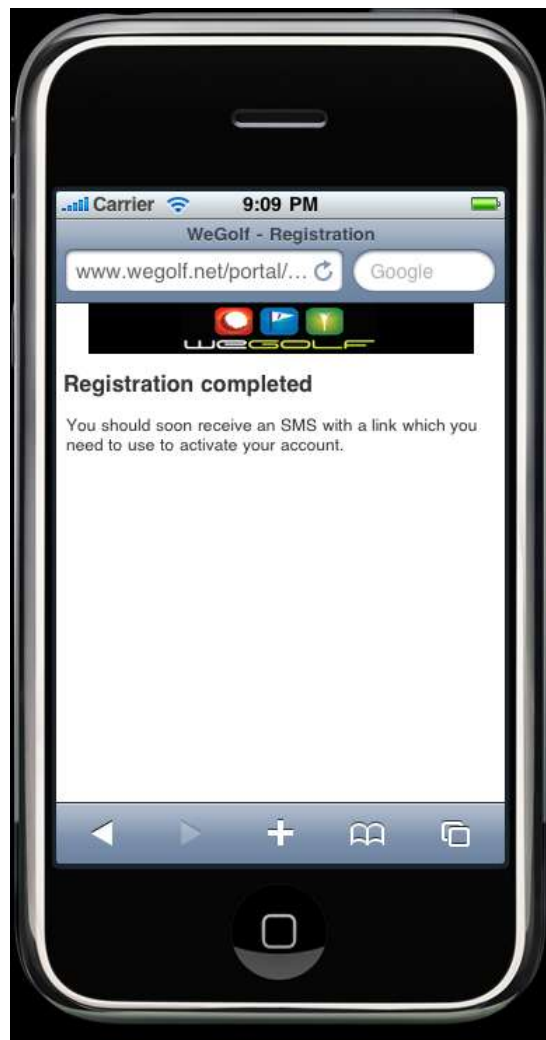 Carrier 9:09 PM
WeGolf - Registration
www.wegolf.net/portal/... Google
WEGOLF
Registration completed
You should soon receive an SMS with a link which you
need to use to activate your account.